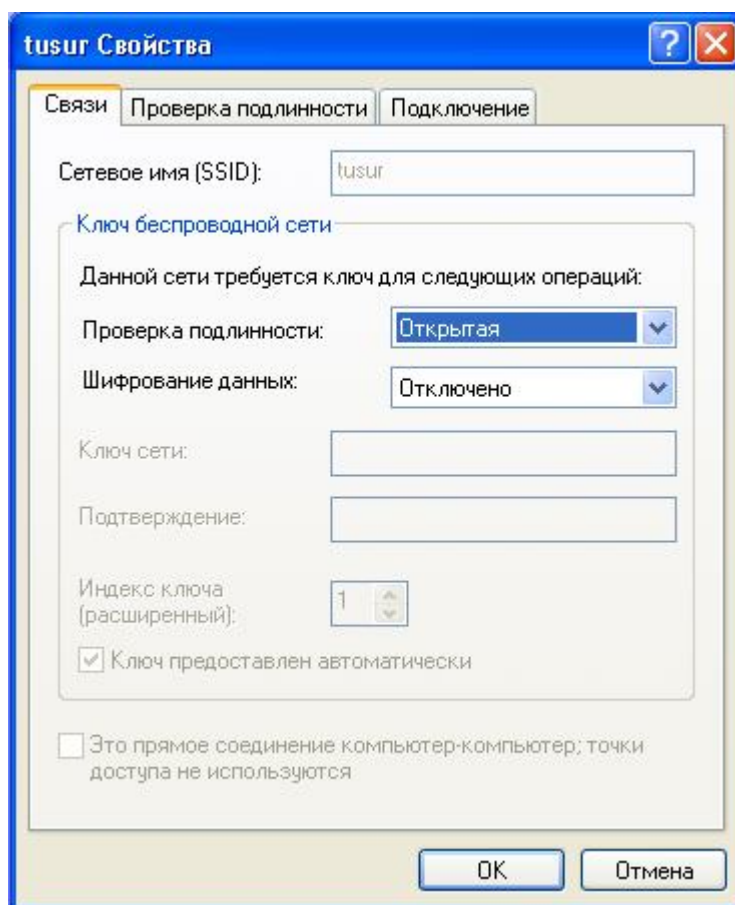 tusur Свойства
Связи Проверка подлинности Подключение
Сетевое имя (SSID): tusur
Ключ беспроводной сети
Данной сети требуется ключ для следующих операций:
Проверка подлинности: Открытая
Шифрование данных: Отключено
Ключ сети:
Подтверждение:
Индекс ключа
(расширенный): 1
Ключ предоставлен автоматически
Это прямое соединение компьютер-компьютер; точки
доступа не используются
OK Отмена